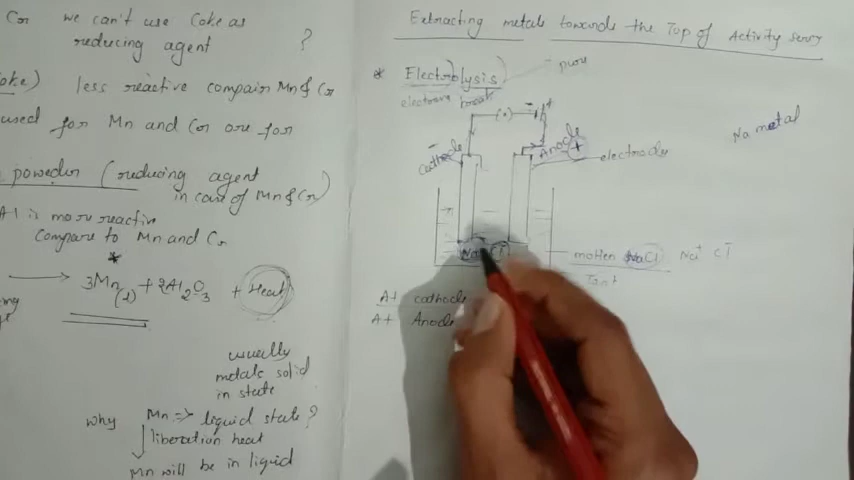 Cr we can't use Coke as
reducing agent ?
oke) less reactive compain Mn & Cr
used for Mn and Cr are for
powder (reducing agent
in case of Mn & Cr)
Al is more reactive
compare to Mn and Cr
*
3Mn(l) + 2Al2O3 + Heat
usually
metals solid
in state
why Mn => liquid state?
liberation heat
Mn will be in liquid
Extracting metals towards the Top of Activity
* Electrolysis) pure
break
- +
Cathode Anode +
electrode
Na metal
molten NaCl Na+ Cl-
At cathode
At Anode